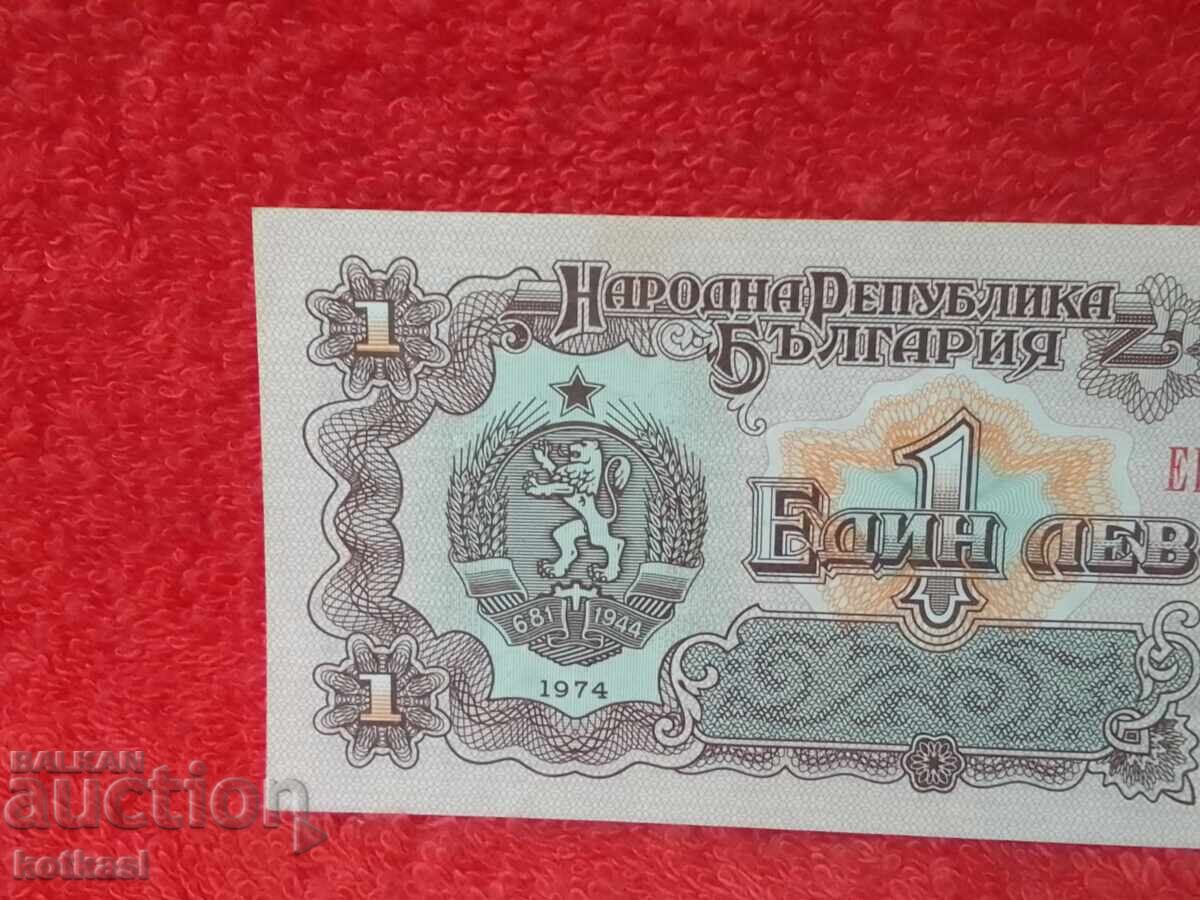 1
НАРОДНА РЕПУБЛИКА
БЪЛГАРИЯ
1
ЕДИН ЛЕВ
681 1944
1974
1
BALKAN
auction
kotkasl